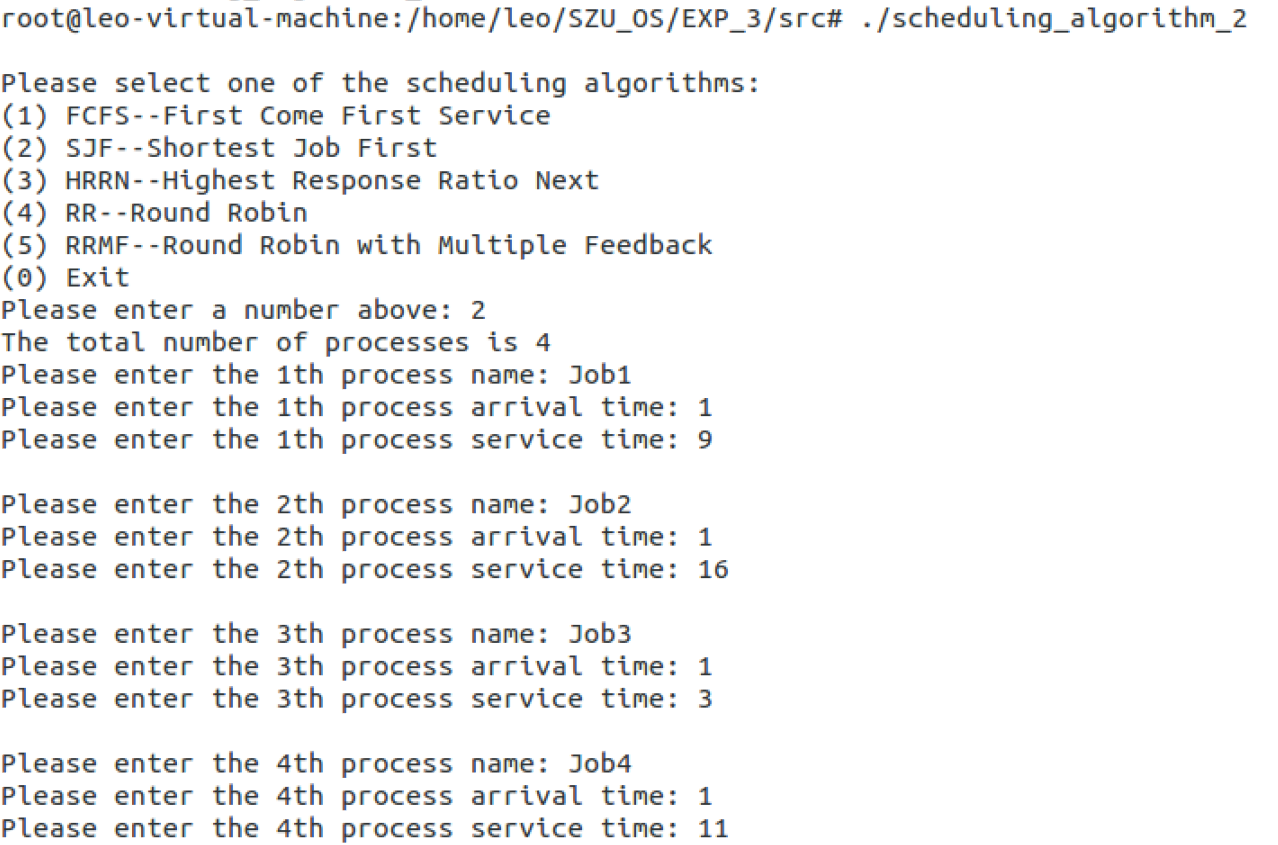 root@leo-virtual-machine:/home/leo/SZU_OS/EXP_3/src# ./scheduling_algorithm_2
Please select one of the scheduling algorithms:
(1) FCFS--First Come First Service
(2) SJF--Shortest Job First
(3) HRRN--Highest Response Ratio Next
(4) RR--Round Robin
(5) RRMF--Round Robin with Multiple Feedback
(0) Exit
Please enter a number above: 2
The total number of processes is 4
Please enter the 1th process name: Job1
Please enter the 1th process arrival time: 1
Please enter the 1th process service time: 9
Please enter the 2th process name: Job2
Please enter the 2th process arrival time: 1
Please enter the 2th process service time: 16
Please enter the 3th process name: Job3
Please enter the 3th process arrival time: 1
Please enter the 3th process service time: 3
Please enter the 4th process name: Job4
Please enter the 4th process arrival time: 1
Please enter the 4th process service time: 11